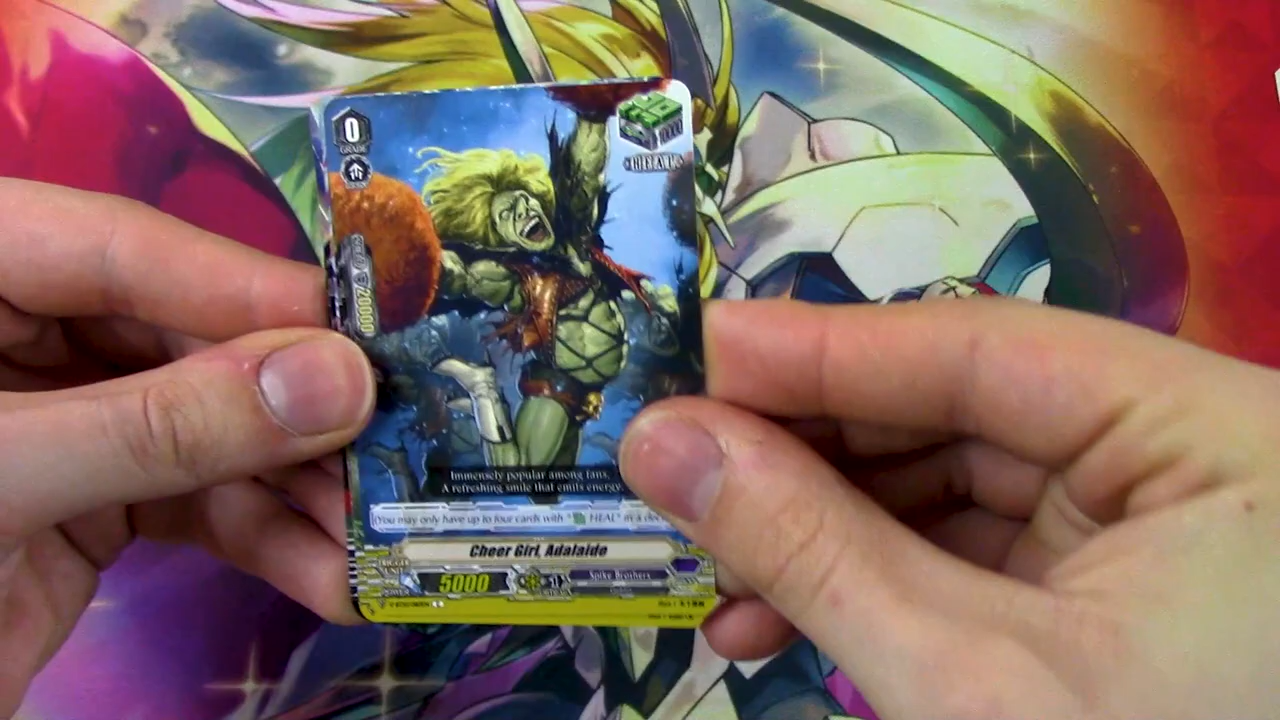 0
GRADE
10000
HEAL
20000
Immensely popular among fans.
A refreshing smile that emits energy.
(You may only have up to four cards with " HEAL" in a deck
Cheer Girl, Adalaide
5000
Spike Brothers